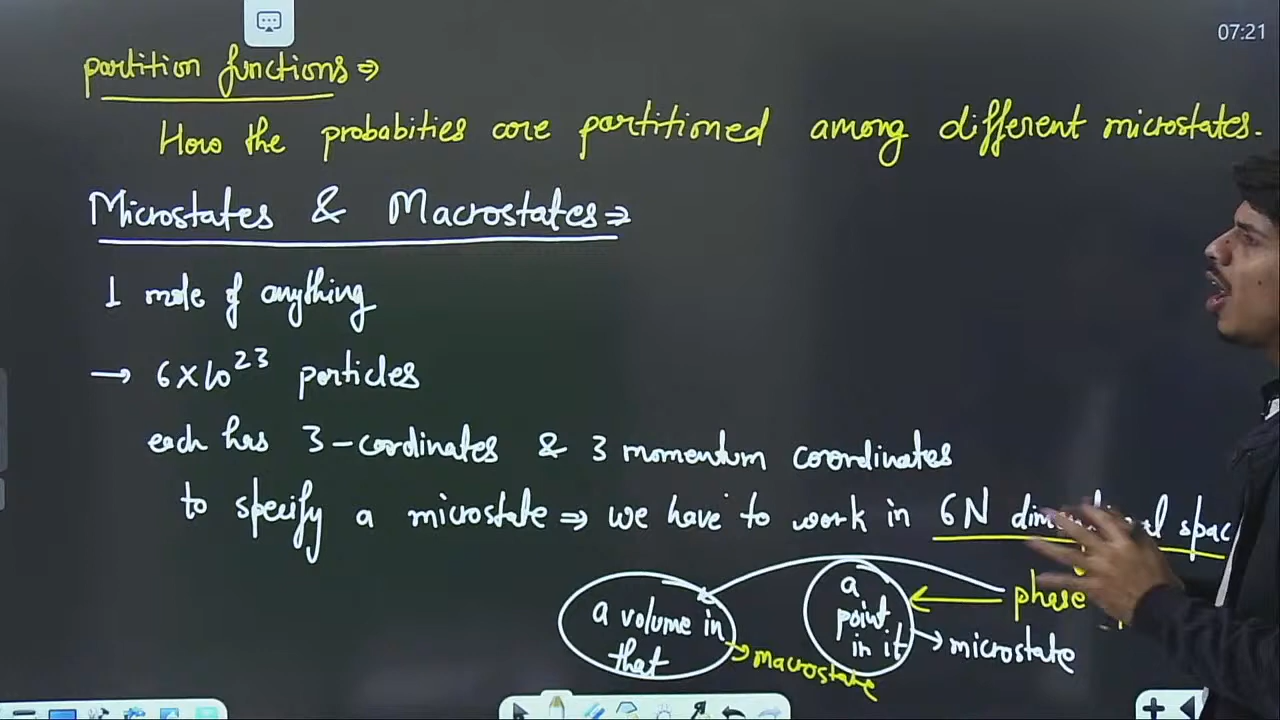 07:21
partition functions ⇒
How the probabities are partitioned among different microstates.
Microstates & Macrostates ⇒
1 mole of anything
→ 6×10²³ particles
each has 3-cordinates & 3 momentum coordinates
to specify a microstate ⇒ we have to work in 6N
a volume in that → macrostate
a point in it → microstate
phase